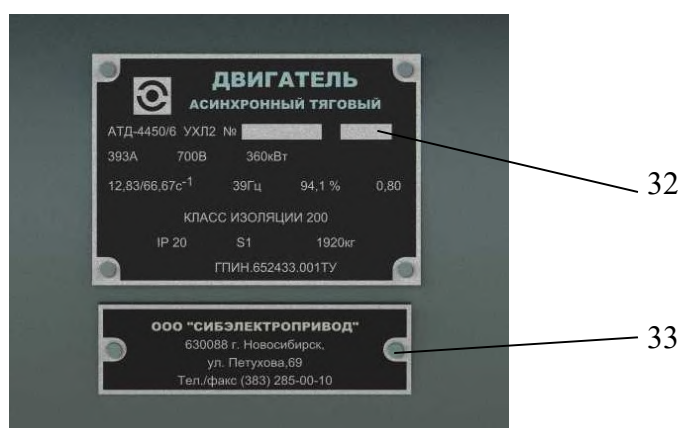 ДВИГАТЕЛЬ
АСИНХРОННЫЙ ТЯГОВЫЙ
АТД-4450/6 УХЛ2 №
393А 700В 360кВт
12,83/66,67с-1 39Гц 94,1 % 0,80
КЛАСС ИЗОЛЯЦИИ 200
IP 20 S1 1920кг
ГПИН.652433.001ТУ
32
ООО "СИБЭЛЕКТРОПРИВОД"
630088 г. Новосибирск,
ул. Петухова,69
Тел./факс (383) 285-00-10
33